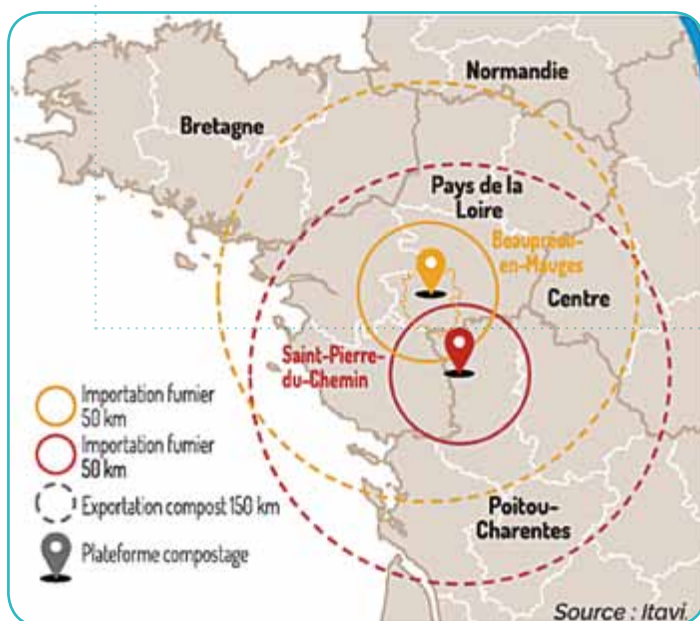 Normandie
Bretagne
Pays de la
Loire
Beaupréau-
en-Mauges
Centre
Saint-Pierre-
du-Chemin
Importation fumier
50 km
Importation fumier
50 km
Exportation compost 150 km
Plateforme compostage
Poitou-
Charentes
Source : Itavi.